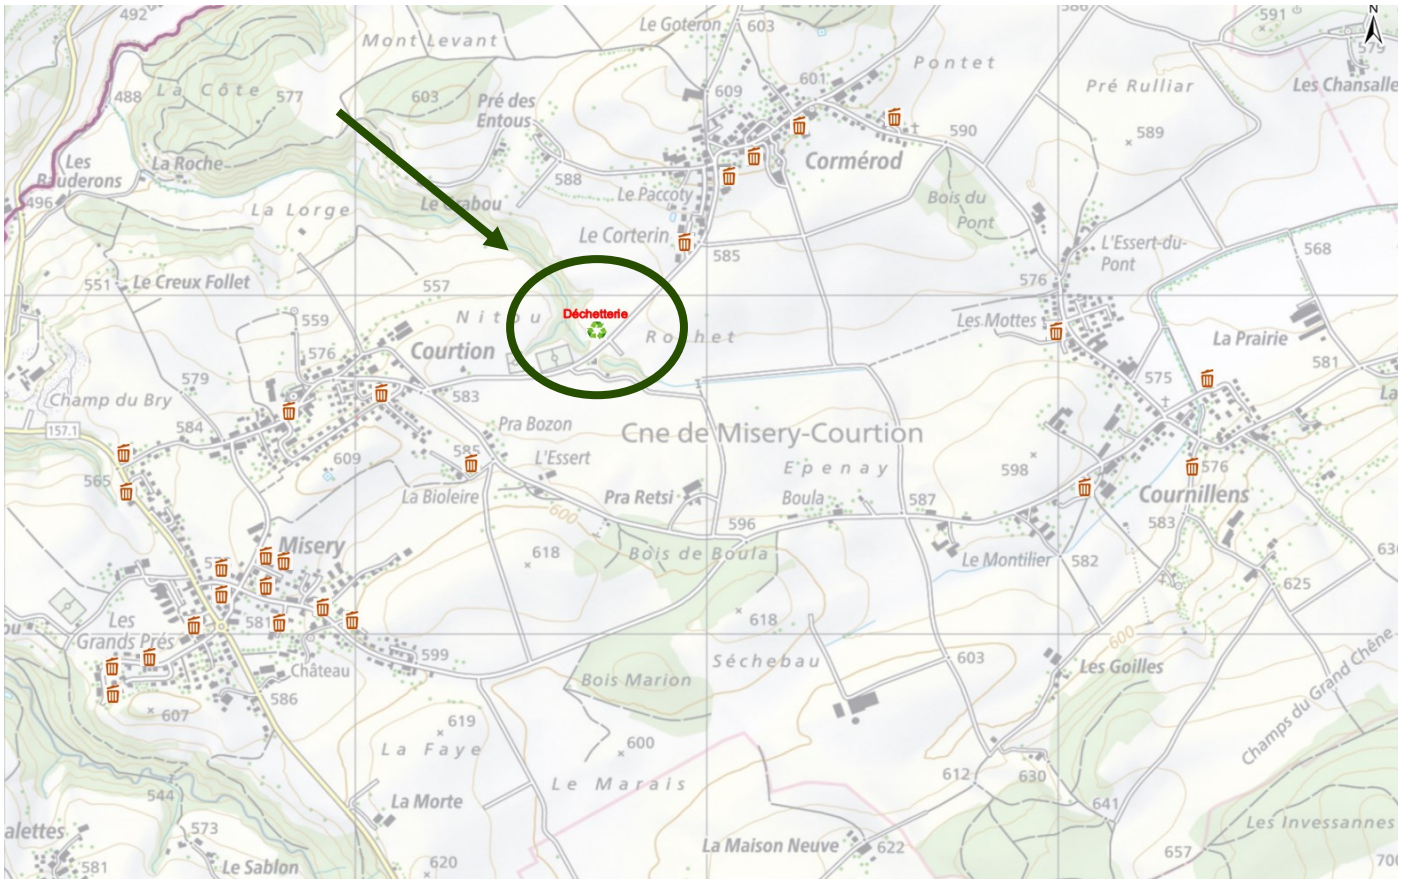 492
Le Goteron
603
586
591
N
579
Mont Levant
488
La Côte
577
603
Pré des
Entous
609
601
Pontet
Pré Rulliar
Les Chansalle
Les
Bauderons
La Roche
590
589
588
Cormérod
496
La Lorge
Le Paccoty
Bois du
Pont
Le Corterin
585
L'Essert-du-
Pont
568
551
Le Creux Follet
557
576
559
Nitou
Déchetterie
Rochet
Les Mottes
La Prairie
576
Courtion
581
579
583
575
La
Champ du Bry
157.1
584
Pra Bozon
Cne de Misery-Courtion
585
609
L'Essert
Epenay
598
576
565
La Bioleire
Pra Retsi
Boula
587
Cournillens
600
596
583
Misery
618
Bois de Boula
Le Montilier
582
630
625
Les
Grands Prés
581
618
600
599
Château
Séchebau
603
Les Goilles
586
Bois Marion
607
619
La Faye
600
Champs du Grand Chêne
Le Marais
612
630
544
La Morte
641
alettes
573
Les Invessannes
La Maison Neuve
622
657
700
581
Le Sablon
620